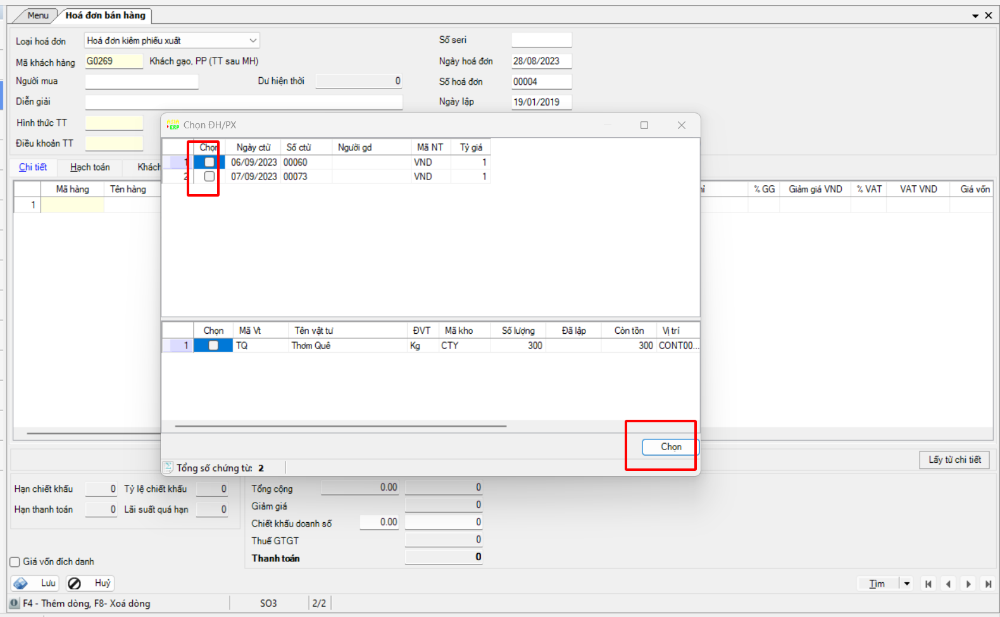 Menu Hoá đơn bán hàng
Loại hoá đơn Hoá đơn kiêm phiếu xuất Số seri
Mã khách hàng G0269 Khách gạo, PP (TT sau MH) Ngày hoá đơn 28/08/2023
Người mua Dư hiện thời 0 Số hoá đơn 00004
Diễn giải Ngày lập 19/01/2019
Hình thức TT
Điều khoản TT
Chi tiết Hạch toán Khách
Mã hàng Tên hàng % GG Giảm giá VND % VAT VAT VND Giá vốn
1
ERP Chọn ĐH/PX
Chọn Ngày ctừ Số ctừ Người gd Mã NT Tỷ giá
1 06/09/2023 00060 VND 1
2 07/09/2023 00073 VND 1
Chọn Mã Vt Tên vật tư ĐVT Mã kho Số lượng Đã lập Còn tồn Vị trí
1 TQ Thơm Quê Kg CTY 300 300 CONT00...
Chọn
Tổng số chứng từ: 2
Lấy từ chi tiết
Hạn chiết khấu 0 Tỷ lệ chiết khấu 0 Tổng cộng 0.00 0
Hạn thanh toán 0 Lãi suất quá hạn 0 Giảm giá 0
Chiết khấu doanh số 0.00 0
Thuế GTGT 0
Thanh toán 0
Giá vốn đích danh
Lưu Huỷ Tìm
F4 - Thêm dòng, F8- Xoá dòng SO3 2/2